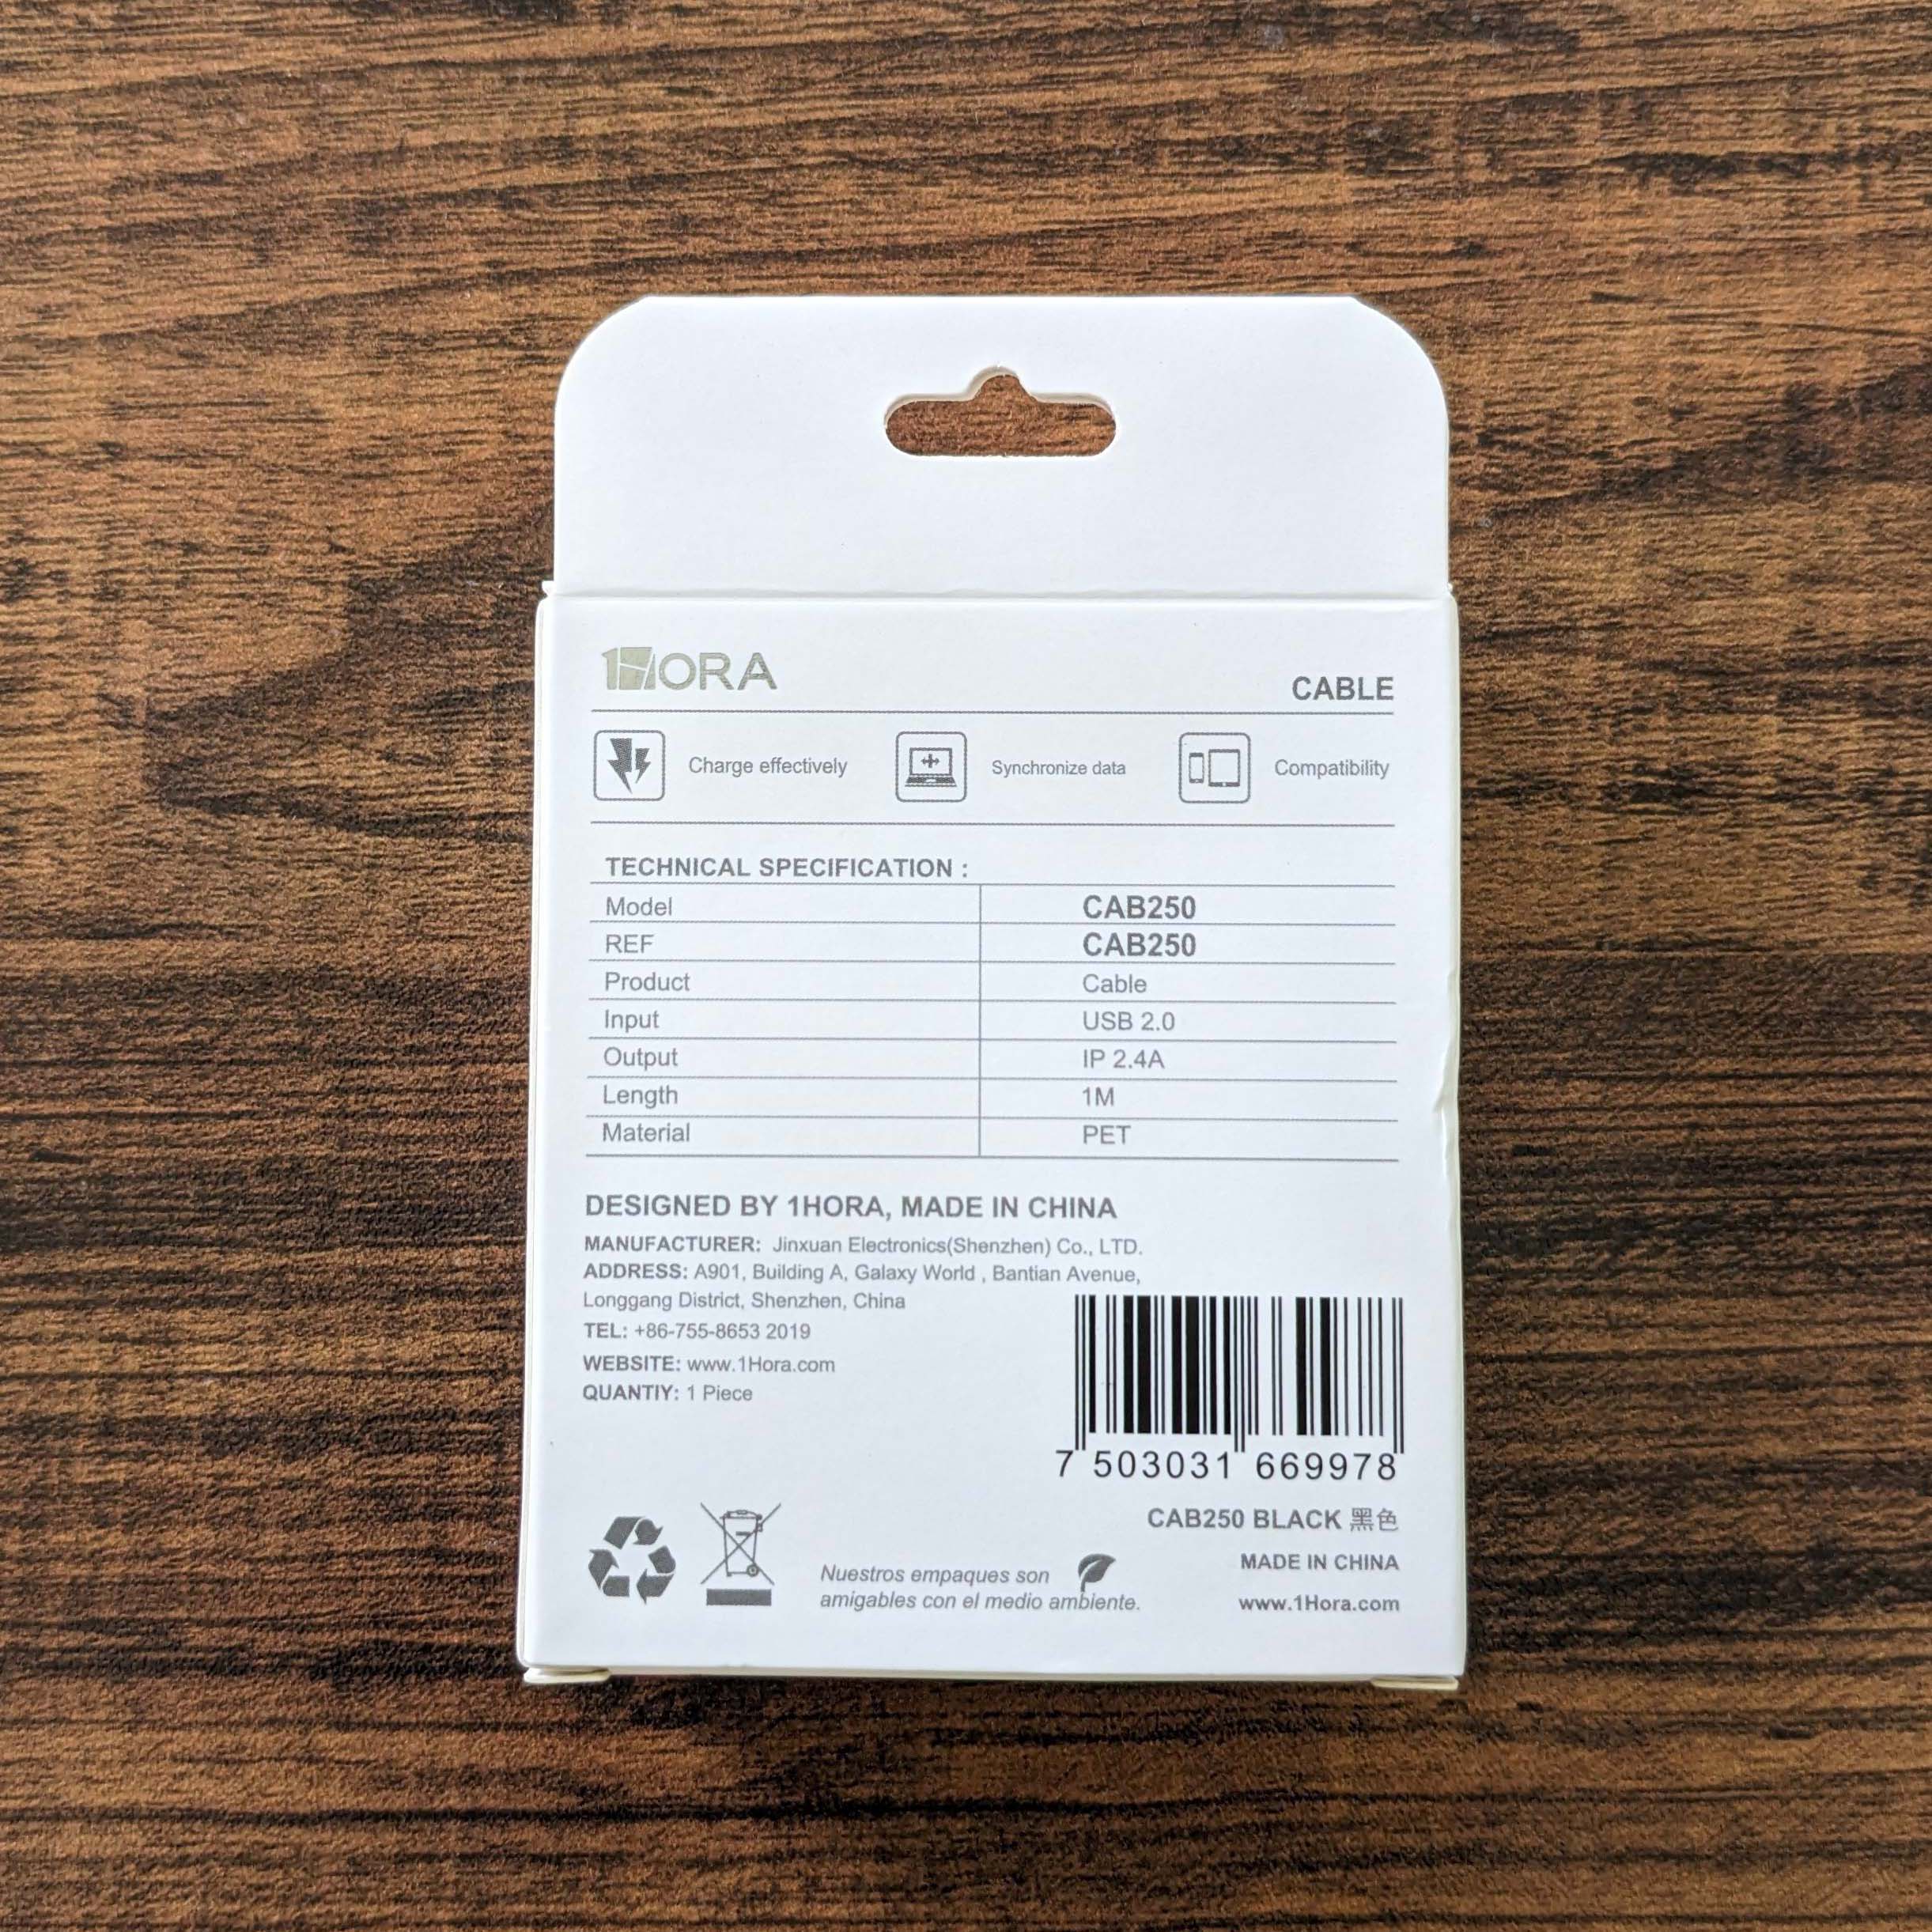 1HORA
CABLE
Charge effectively
Synchronize data
Compatibility
TECHNICAL SPECIFICATION :
Model CAB250
REF CAB250
Product Cable
Input USB 2.0
Output IP 2.4A
Length 1M
Material PET
DESIGNED BY 1HORA, MADE IN CHINA
MANUFACTURER: Jinxuan Electronics(Shenzhen) Co., LTD.
ADDRESS: A901, Building A, Galaxy World , Bantian Avenue,
Longgang District, Shenzhen, China
TEL: +86-755-8653 2019
WEBSITE: www.1Hora.com
QUANTIY: 1 Piece
7 503031 669978
CAB250 BLACK 黑色
MADE IN CHINA
www.1Hora.com
Nuestros empaques son
amigables con el medio ambiente.